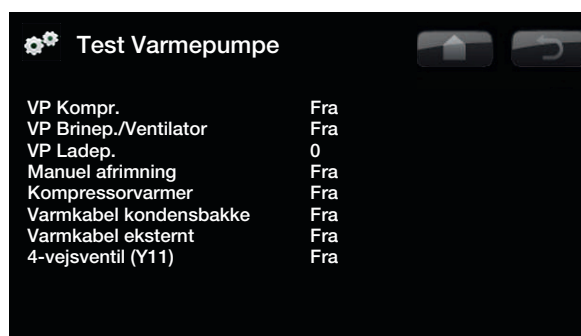 Test Varmepumpe
VP Kompr. Fra
VP Brinep./Ventilator Fra
VP Ladep. 0
Manuel afrimning Fra
Kompressorvarmer Fra
Varmkabel kondensbakke Fra
Varmkabel eksternt Fra
4-vejsventil (Y11) Fra